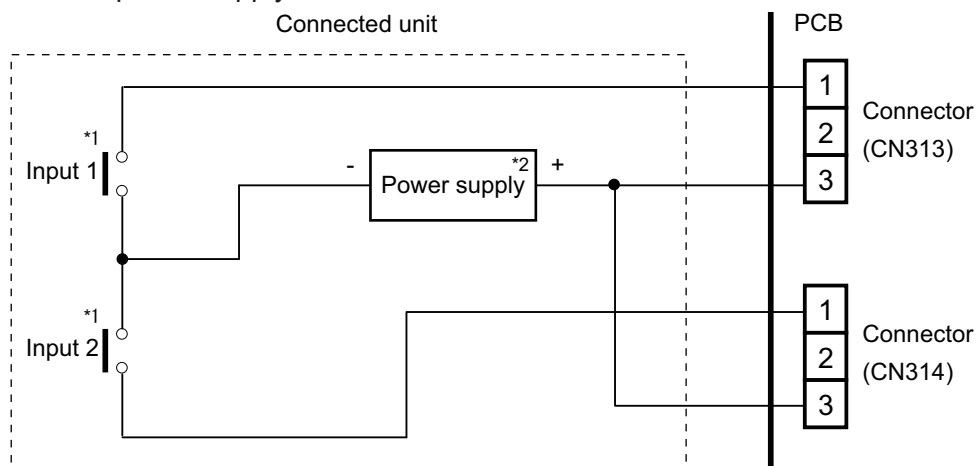 Connected unit
PCB
*1
Input 1
-
Power supply
*2
+
1
2
3
Connector
(CN313)
*1
Input 2
1
2
3
Connector
(CN314)